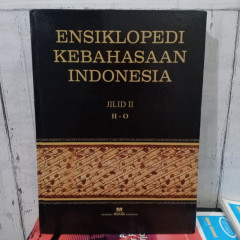 ENSIKLOPEDI
KEBAHASAAN
INDONESIA
JILID II
H - O